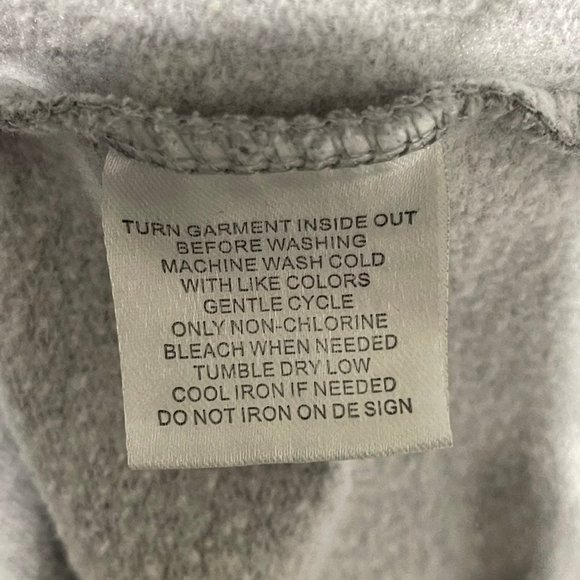 TURN GARMENT INSIDE OUT
BEFORE WASHING
MACHINE WASH COLD
WITH LIKE COLORS
GENTLE CYCLE
ONLY NON-CHLORINE
BLEACH WHEN NEEDED
TUMBLE DRY LOW
COOL IRON IF NEEDED
DO NOT IRON ON DE SIGN